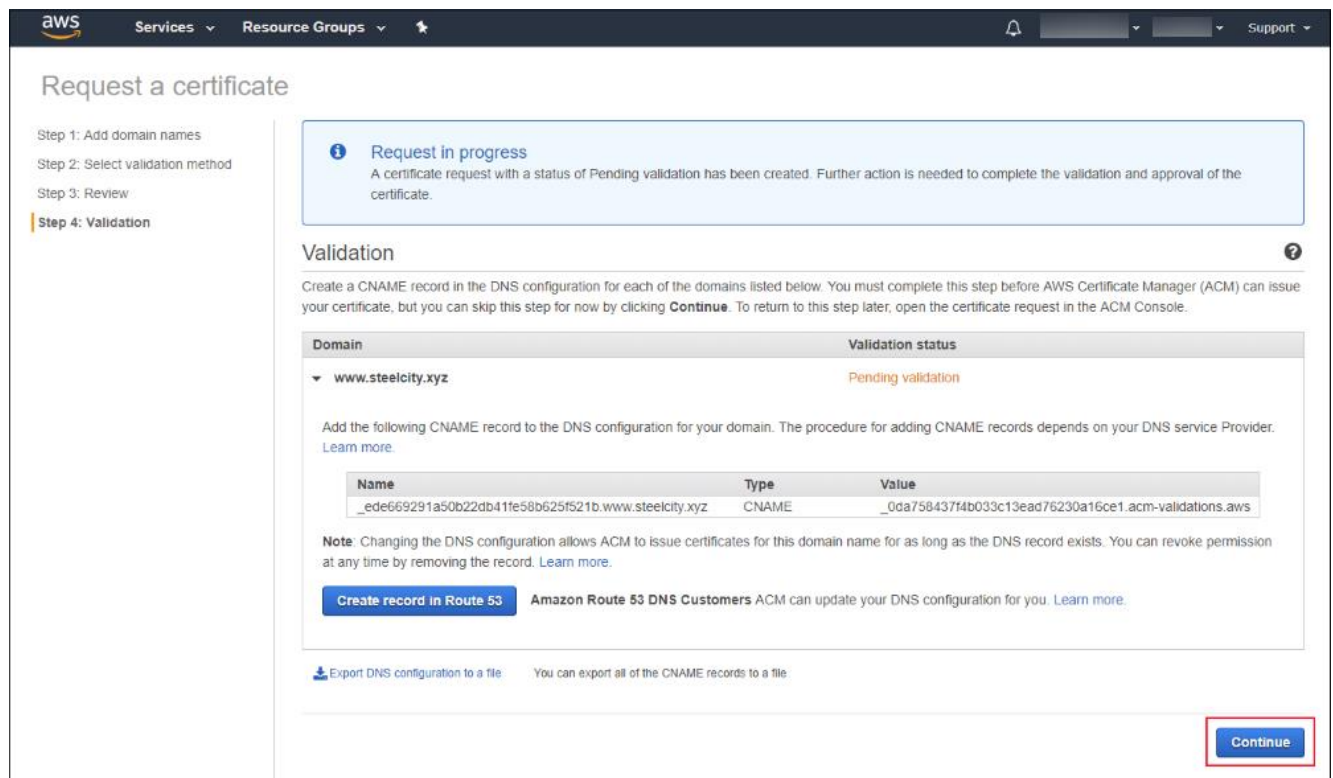 aws
Services
Resource Groups
Support
Request a certificate
Step 1: Add domain names
Step 2: Select validation method
Step 3: Review
Step 4: Validation
Request in progress
A certificate request with a status of Pending validation has been created. Further action is needed to complete the validation and approval of the
certificate.
Validation
Create a CNAME record in the DNS configuration for each of the domains listed below. You must complete this step before AWS Certificate Manager (ACM) can issue
your certificate, but you can skip this step for now by clicking Continue. To return to this step later, open the certificate request in the ACM Console.
Domain Validation status
www.steelcity.xyz Pending validation
Add the following CNAME record to the DNS configuration for your domain. The procedure for adding CNAME records depends on your DNS service Provider.
Learn more.
Name Type Value
_ede669291a50b22db41fe58b625f521b.www.steelcity.xyz CNAME _0da758437f4b033c13ead76230a16ce1.acm-validations.aws
Note: Changing the DNS configuration allows ACM to issue certificates for this domain name for as long as the DNS record exists. You can revoke permission
at any time by removing the record. Learn more.
Create record in Route 53 Amazon Route 53 DNS Customers ACM can update your DNS configuration for you. Learn more.
Export DNS configuration to a file You can export all of the CNAME records to a file
Continue